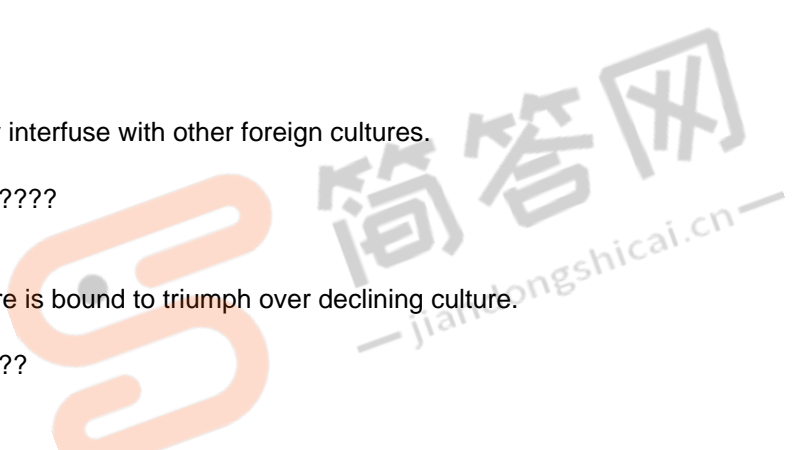 interfuse with other foreign cultures.
????
re is bound to triumph over declining culture.
??
简答网
jiandongshicai.cn